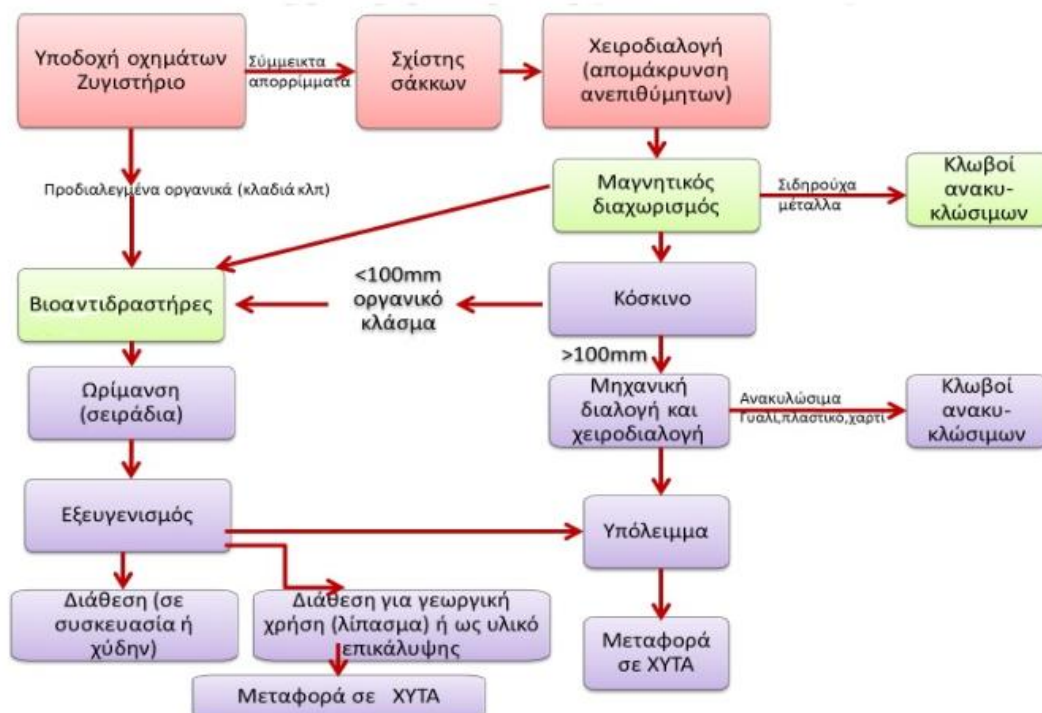 Υποδοχή οχημάτων
Ζυγιστήριο
Σύμμεικτα
απορρίμματα
Σχίστης
σάκκων
Χειροδιαλογή
(απομάκρυνση
ανεπιθύμητων)
Προδιαλεγμένα οργανικά (κλαδιά κλπ)
Μαγνητικός
διαχωρισμός
Σιδηρούχα
μέταλλα
Κλωβοί
ανακυ-
κλώσιμων
Βιοαντιδραστήρες
<100mm
οργανικό
κλάσμα
Κόσκινο
>100mm
Ωρίμανση
(σειράδια)
Μηχανική
διαλογή και
χειροδιαλογή
Ανακυλώσιμα
Γυαλί,πλαστικό,χαρτί
Κλωβοί
ανακυ-
κλώσιμων
Εξευγενισμός
Υπόλειμμα
Διάθεση (σε
συσκευασία ή
χύδην)
Διάθεση για γεωργική
χρήση (λίπασμα) ή ως υλικό
επικάλυψης
Μεταφορά
σε ΧΥΤΑ
Μεταφορά σε ΧΥΤΑ